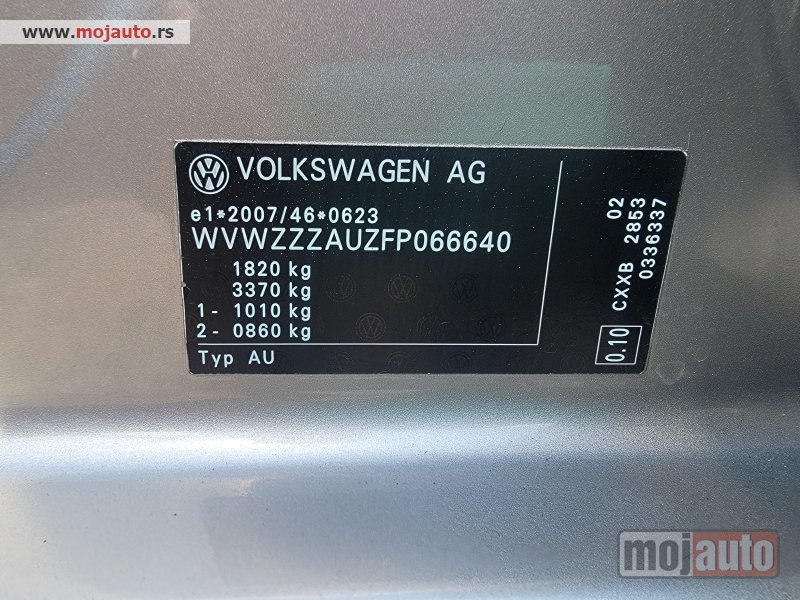 www.mojauto.rs
VOLKSWAGEN AG
e1*2007/46*0623
WVWZZZAUZFP066640
1820 kg
3370 kg
1- 1010 kg
2- 0860 kg
Typ AU
02
CXXB 2853
0336337
0.10
mojauto